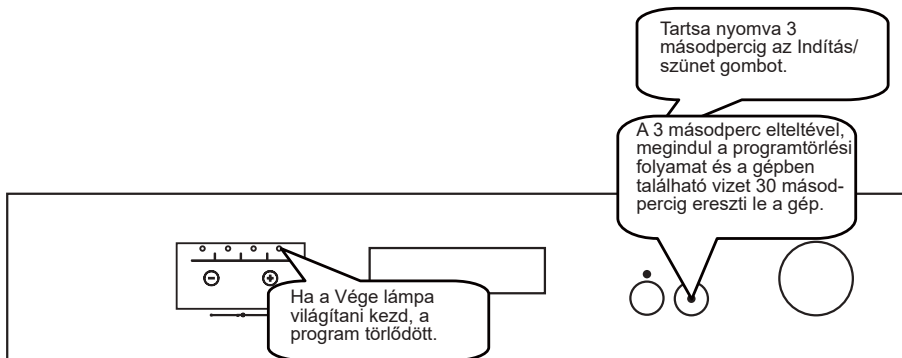 Tartsa nyomva 3
másodpercig az Indítás/
szünet gombot.
A 3 másodperc elteltével,
megindul a programtörlési
folyamat és a gépben
található vizet 30 másod-
percig ereszti le a gép.
Ha a Vége lámpa
világítani kezd, a
program törlődött.